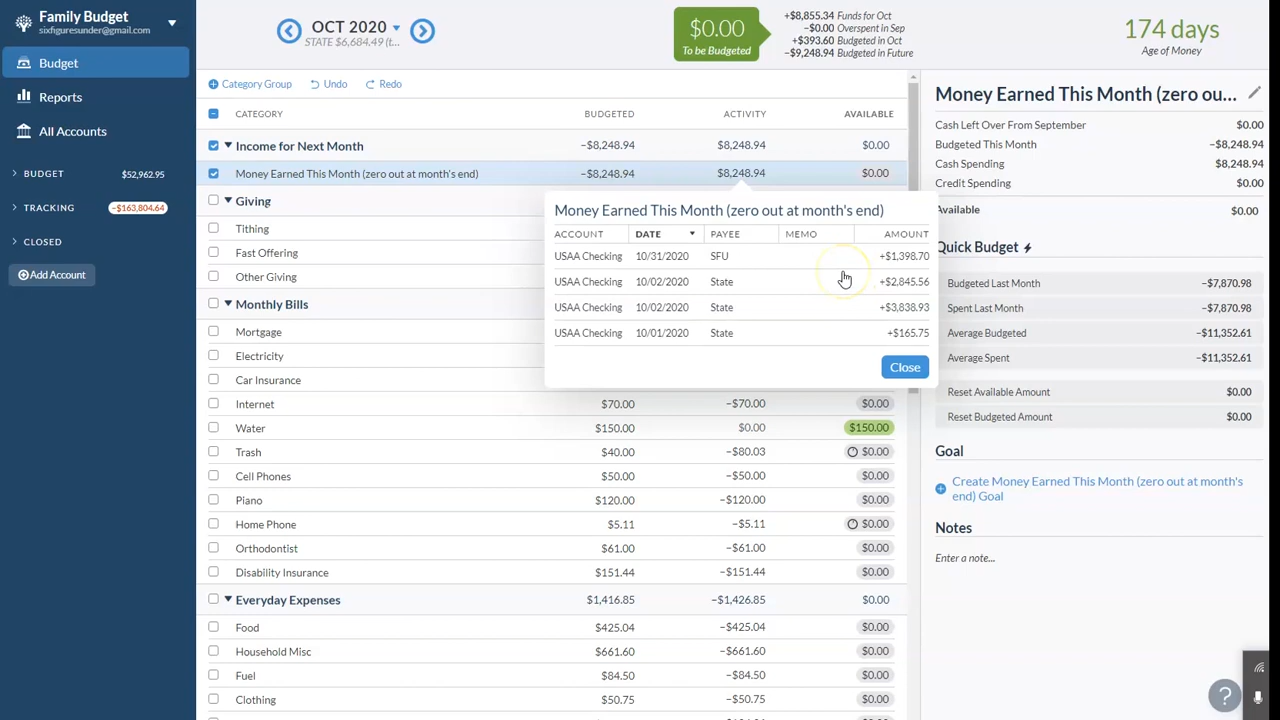 Family Budget
sixfiguresunder@gmail.com
Budget
Reports
All Accounts
BUDGET $52,962.95
TRACKING −$163,804.64
CLOSED
Add Account
OCT 2020
STATE $6,684.49 (t...
$0.00
To be Budgeted
+$8,855.34 Funds for Oct
−$0.00 Overspent in Sep
+$393.60 Budgeted in Oct
−$9,248.94 Budgeted in Future
174 days
Age of Money
Category Group Undo Redo
CATEGORY BUDGETED ACTIVITY AVAILABLE
Income for Next Month −$8,248.94 $8,248.94 $0.00
Money Earned This Month (zero out at month's end) −$8,248.94 $8,248.94 $0.00
Giving
Tithing
Fast Offering
Other Giving
Monthly Bills
Mortgage
Electricity
Car Insurance
Internet $70.00 −$70.00 $0.00
Water $150.00 $0.00 $150.00
Trash $40.00 −$80.03 $0.00
Cell Phones $50.00 −$50.00 $0.00
Piano $120.00 −$120.00 $0.00
Home Phone $5.11 −$5.11 $0.00
Orthodontist $61.00 −$61.00 $0.00
Disability Insurance $151.44 −$151.44 $0.00
Everyday Expenses $1,416.85 −$1,426.85 $0.00
Food $425.04 −$425.04 $0.00
Household Misc $661.60 −$661.60 $0.00
Fuel $84.50 −$84.50 $0.00
Clothing $50.75 −$50.75 $0.00
Money Earned This Month (zero out at month's end)
ACCOUNT DATE PAYEE MEMO AMOUNT
USAA Checking 10/31/2020 SFU +$1,398.70
USAA Checking 10/02/2020 State +$2,845.56
USAA Checking 10/02/2020 State +$3,838.93
USAA Checking 10/01/2020 State +$165.75
Close
Money Earned This Month (zero ou...
Cash Left Over From September $0.00
Budgeted This Month −$8,248.94
Cash Spending $8,248.94
Credit Spending $0.00
Available $0.00
Quick Budget
Budgeted Last Month −$7,870.98
Spent Last Month −$7,870.98
Average Budgeted −$11,352.61
Average Spent −$11,352.61
Reset Available Amount $0.00
Reset Budgeted Amount $0.00
Goal
Create Money Earned This Month (zero out at month's
end) Goal
Notes
Enter a note...
?